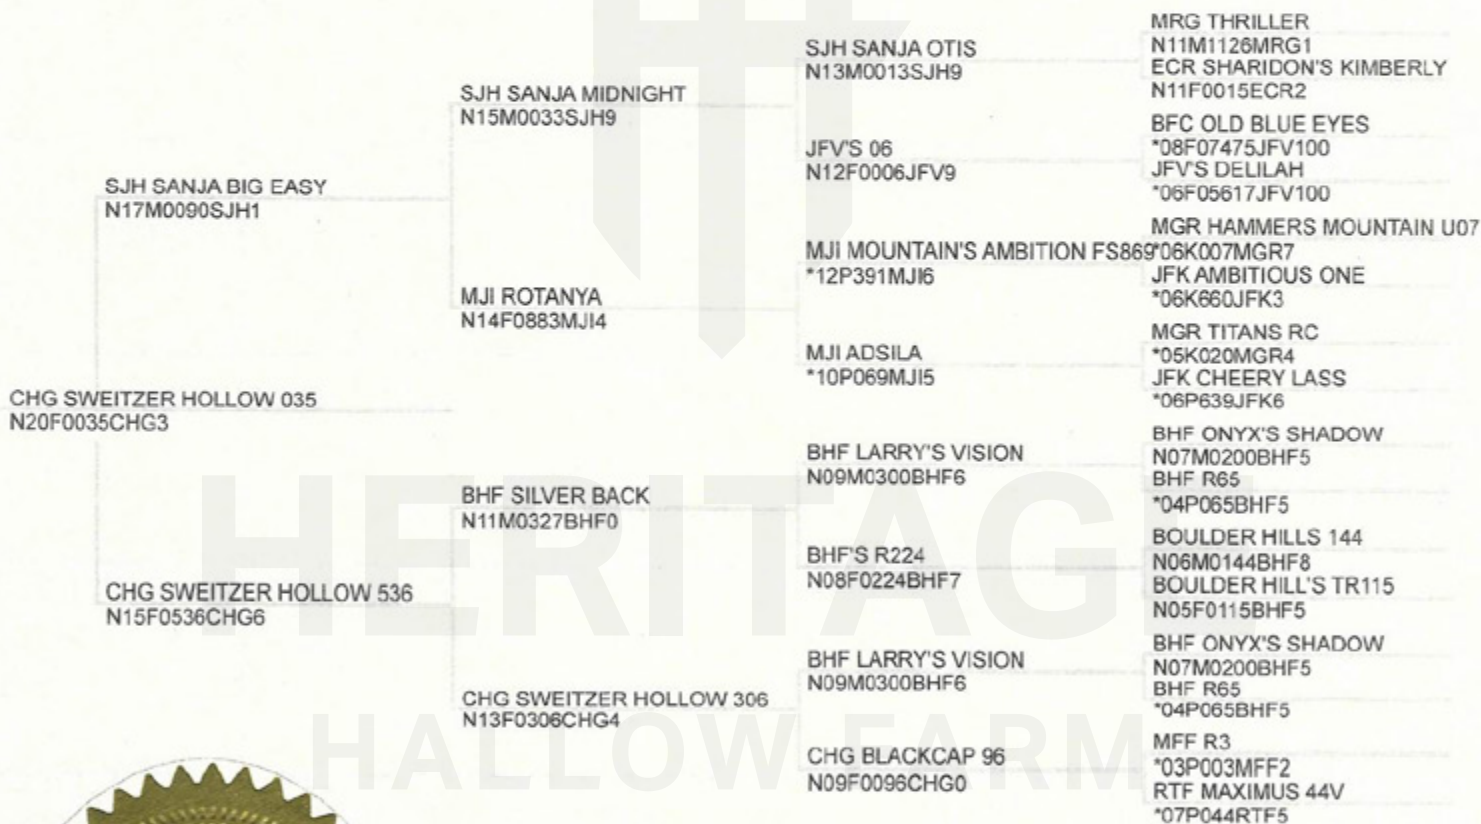 CHG SWEITZER HOLLOW 035
N20F0035CHG3
SJH SANJA BIG EASY
N17M0090SJH1
CHG SWEITZER HOLLOW 536
N15F0536CHG6
SJH SANJA MIDNIGHT
N15M0033SJH9
MJI ROTANYA
N14F0883MJI4
BHF SILVER BACK
N11M0327BHF0
CHG SWEITZER HOLLOW 306
N13F0306CHG4
SJH SANJA OTIS
N13M0013SJH9
JFV'S 06
N12F0006JFV9
MJI MOUNTAIN'S AMBITION FS869
*12P391MJI6
MJI ADSILA
*10P069MJI5
BHF LARRY'S VISION
N09M0300BHF6
BHF'S R224
N08F0224BHF7
BHF LARRY'S VISION
N09M0300BHF6
CHG BLACKCAP 96
N09F0096CHG0
MRG THRILLER
N11M1126MRG1
ECR SHARIDON'S KIMBERLY
N11F0015ECR2
BFC OLD BLUE EYES
*08F07475JFV100
JFV'S DELILAH
*06F05617JFV100
MGR HAMMERS MOUNTAIN U07
*06K007MGR7
JFK AMBITIOUS ONE
*06K660JFK3
MGR TITANS RC
*05K020MGR4
JFK CHEERY LASS
*06P639JFK6
BHF ONYX'S SHADOW
N07M0200BHF5
BHF R65
*04P065BHF5
BOULDER HILLS 144
N06M0144BHF8
BOULDER HILL'S TR115
N05F0115BHF5
BHF ONYX'S SHADOW
N07M0200BHF5
BHF R65
*04P065BHF5
MFF R3
*03P003MFF2
RTF MAXIMUS 44V
*07P044RTF5
HERITAGE
HALLOW FARM